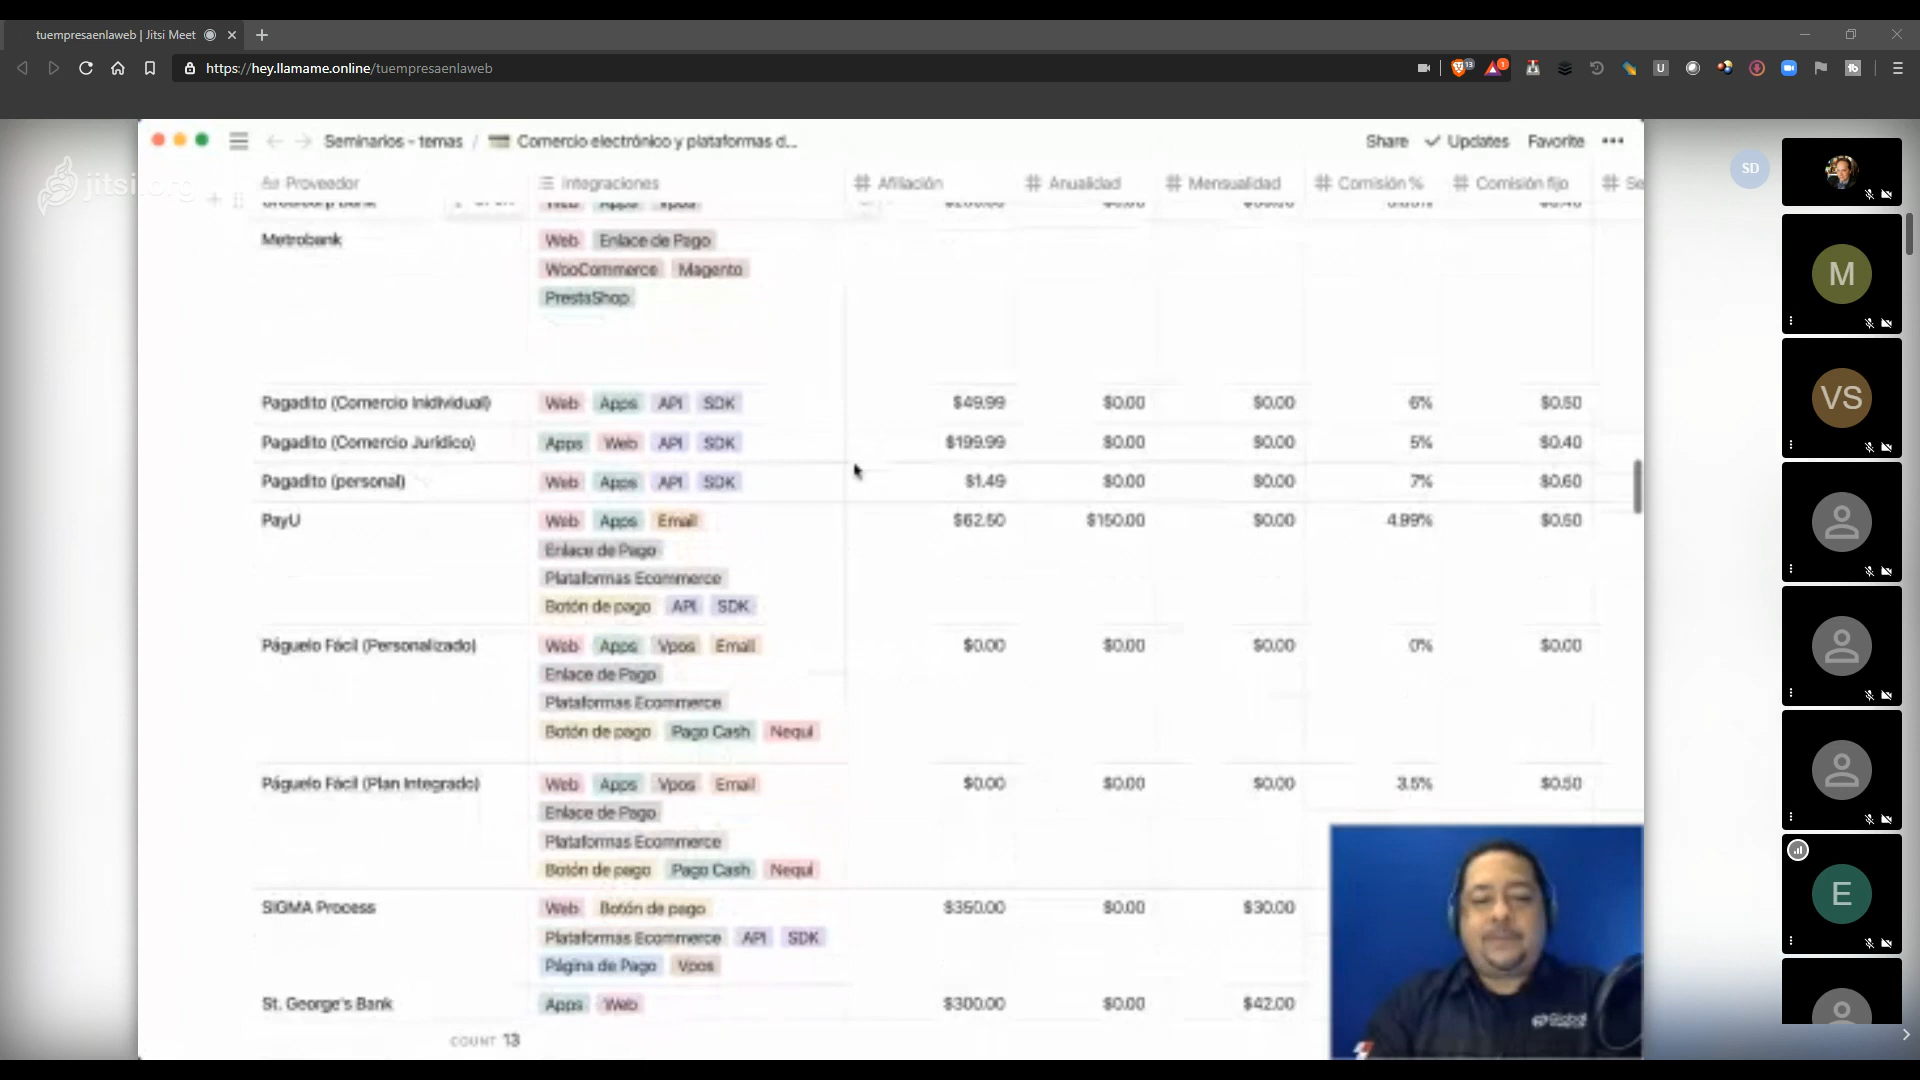 tuempresaenlaweb | Jitsi Meet
https://hey.llamame.online/tuempresaenlaweb
13
1
U
Seminarios - temas / Comercio electrónico y plataformas d...
Share Updates Favorite
jitsi.org
SD
Proveedor Integraciones # Afiliación # Anualidad # Mensualidad # Comisión % # Comisión fijo # Se
Web Apps Vpos
Metrobank Web Enlace de Pago
WooCommerce Magento
PrestaShop
Pagadito (Comercio Inidividual) Web Apps API SDK $49.99 $0.00 $0.00 6% $0.50
Pagadito (Comercio Jurídico) Apps Web API SDK $199.99 $0.00 $0.00 5% $0.40
Pagadito (personal) Web Apps API SDK $1.49 $0.00 $0.00 7% $0.60
PayU Web Apps Email $62.50 $150.00 $0.00 4.99% $0.50
Enlace de Pago
Plataformas Ecommerce
Botón de pago API SDK
Páguelo Fácil (Personalizado) Web Apps Vpos Email $0.00 $0.00 $0.00 0% $0.00
Enlace de Pago
Plataformas Ecommerce
Botón de pago Pago Cash Nequi
Páguelo Fácil (Plan Integrado) Web Apps Vpos Email $0.00 $0.00 $0.00 3.5% $0.50
Enlace de Pago
Plataformas Ecommerce
Botón de pago Pago Cash Nequi
SIGMA Process Web Botón de pago $350.00 $0.00 $30.00
Plataformas Ecommerce API SDK
Página de Pago Vpos
St. George's Bank Apps Web $300.00 $0.00 $42.00
COUNT 13
M
VS
E